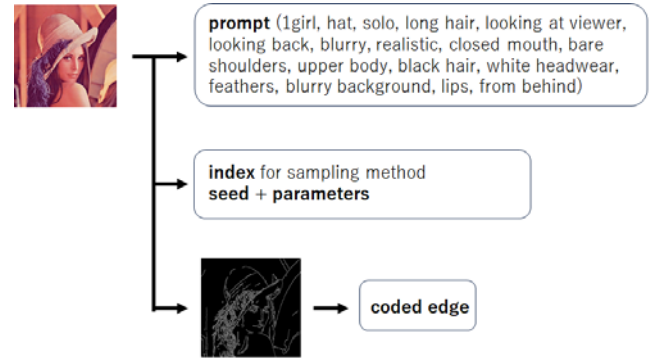 prompt (1girl, hat, solo, long hair, looking at viewer,
looking back, blurry, realistic, closed mouth, bare
shoulders, upper body, black hair, white headwear,
feathers, blurry background, lips, from behind)
index for sampling method
seed + parameters
coded edge